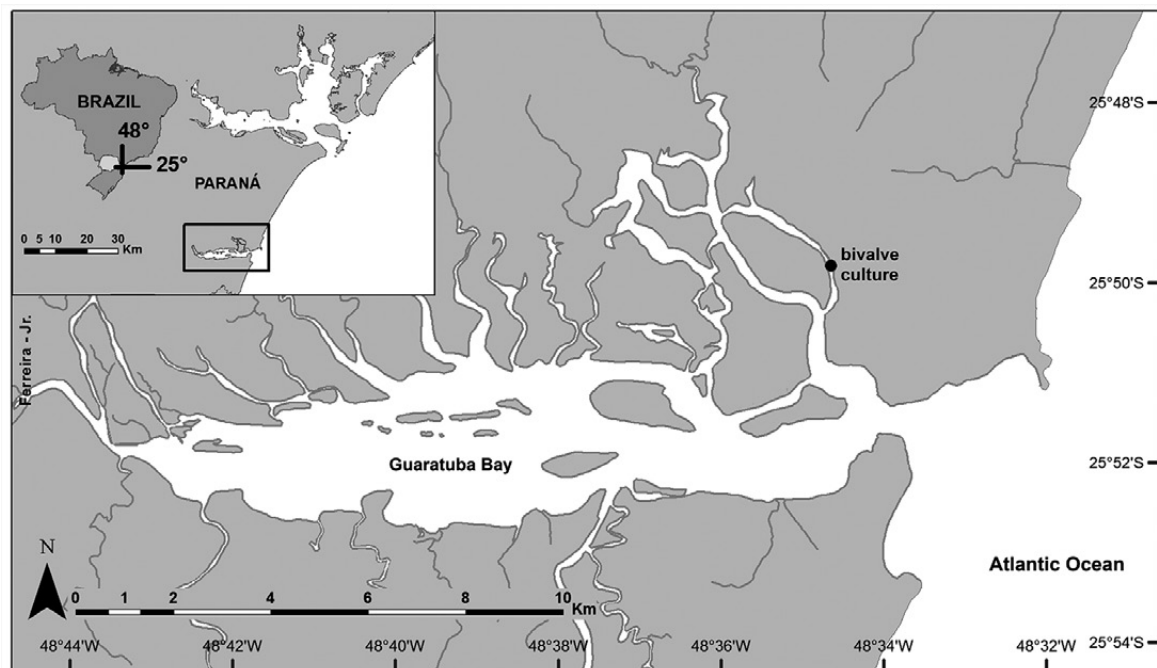 BRAZIL
48°
25°
PARANÁ
0 5 10 20 30
Km
25°48'S
bivalve
culture
25°50'S
Ferreira - Jr.
25°52'S
Guaratuba Bay
N
Atlantic Ocean
0 1 2 4 6 8 10
Km
25°54'S
48°44'W 48°42'W 48°40'W 48°38'W 48°36'W 48°34'W 48°32'W